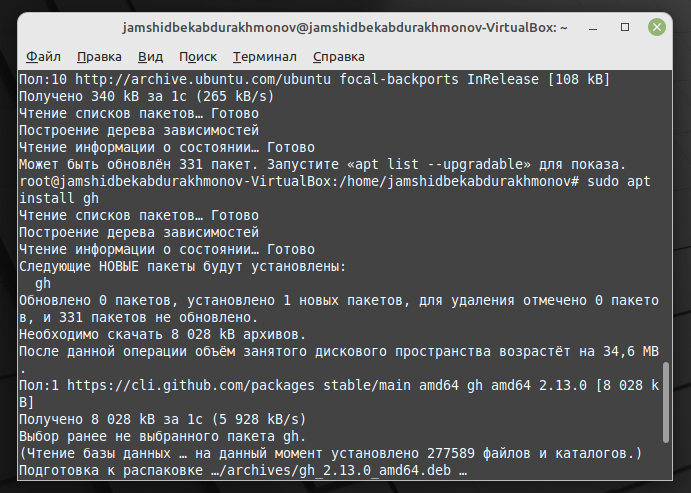 jamshidbekabdurakhmonov@jamshidbekabdurakhmonov-VirtualBox: ~
Файл Правка Вид Поиск Терминал Справка
Пол:10 http://archive.ubuntu.com/ubuntu focal-backports InRelease [108 kB]
Получено 340 kB за 1с (265 kB/s)
Чтение списков пакетов… Готово
Построение дерева зависимостей
Чтение информации о состоянии… Готово
Может быть обновлён 331 пакет. Запустите «apt list --upgradable» для показа.
root@jamshidbekabdurakhmonov-VirtualBox:/home/jamshidbekabdurakhmonov# sudo apt
install gh
Чтение списков пакетов… Готово
Построение дерева зависимостей
Чтение информации о состоянии… Готово
Следующие НОВЫЕ пакеты будут установлены:
  gh
Обновлено 0 пакетов, установлено 1 новых пакетов, для удаления отмечено 0 пакето
в, и 331 пакетов не обновлено.
Необходимо скачать 8 028 kB архивов.
После данной операции объём занятого дискового пространства возрастёт на 34,6 MB
.
Пол:1 https://cli.github.com/packages stable/main amd64 gh amd64 2.13.0 [8 028 k
B]
Получено 8 028 kB за 1с (5 928 kB/s)
Выбор ранее не выбранного пакета gh.
(Чтение базы данных … на данный момент установлено 277589 файлов и каталогов.)
Подготовка к распаковке …/archives/gh_2.13.0_amd64.deb …